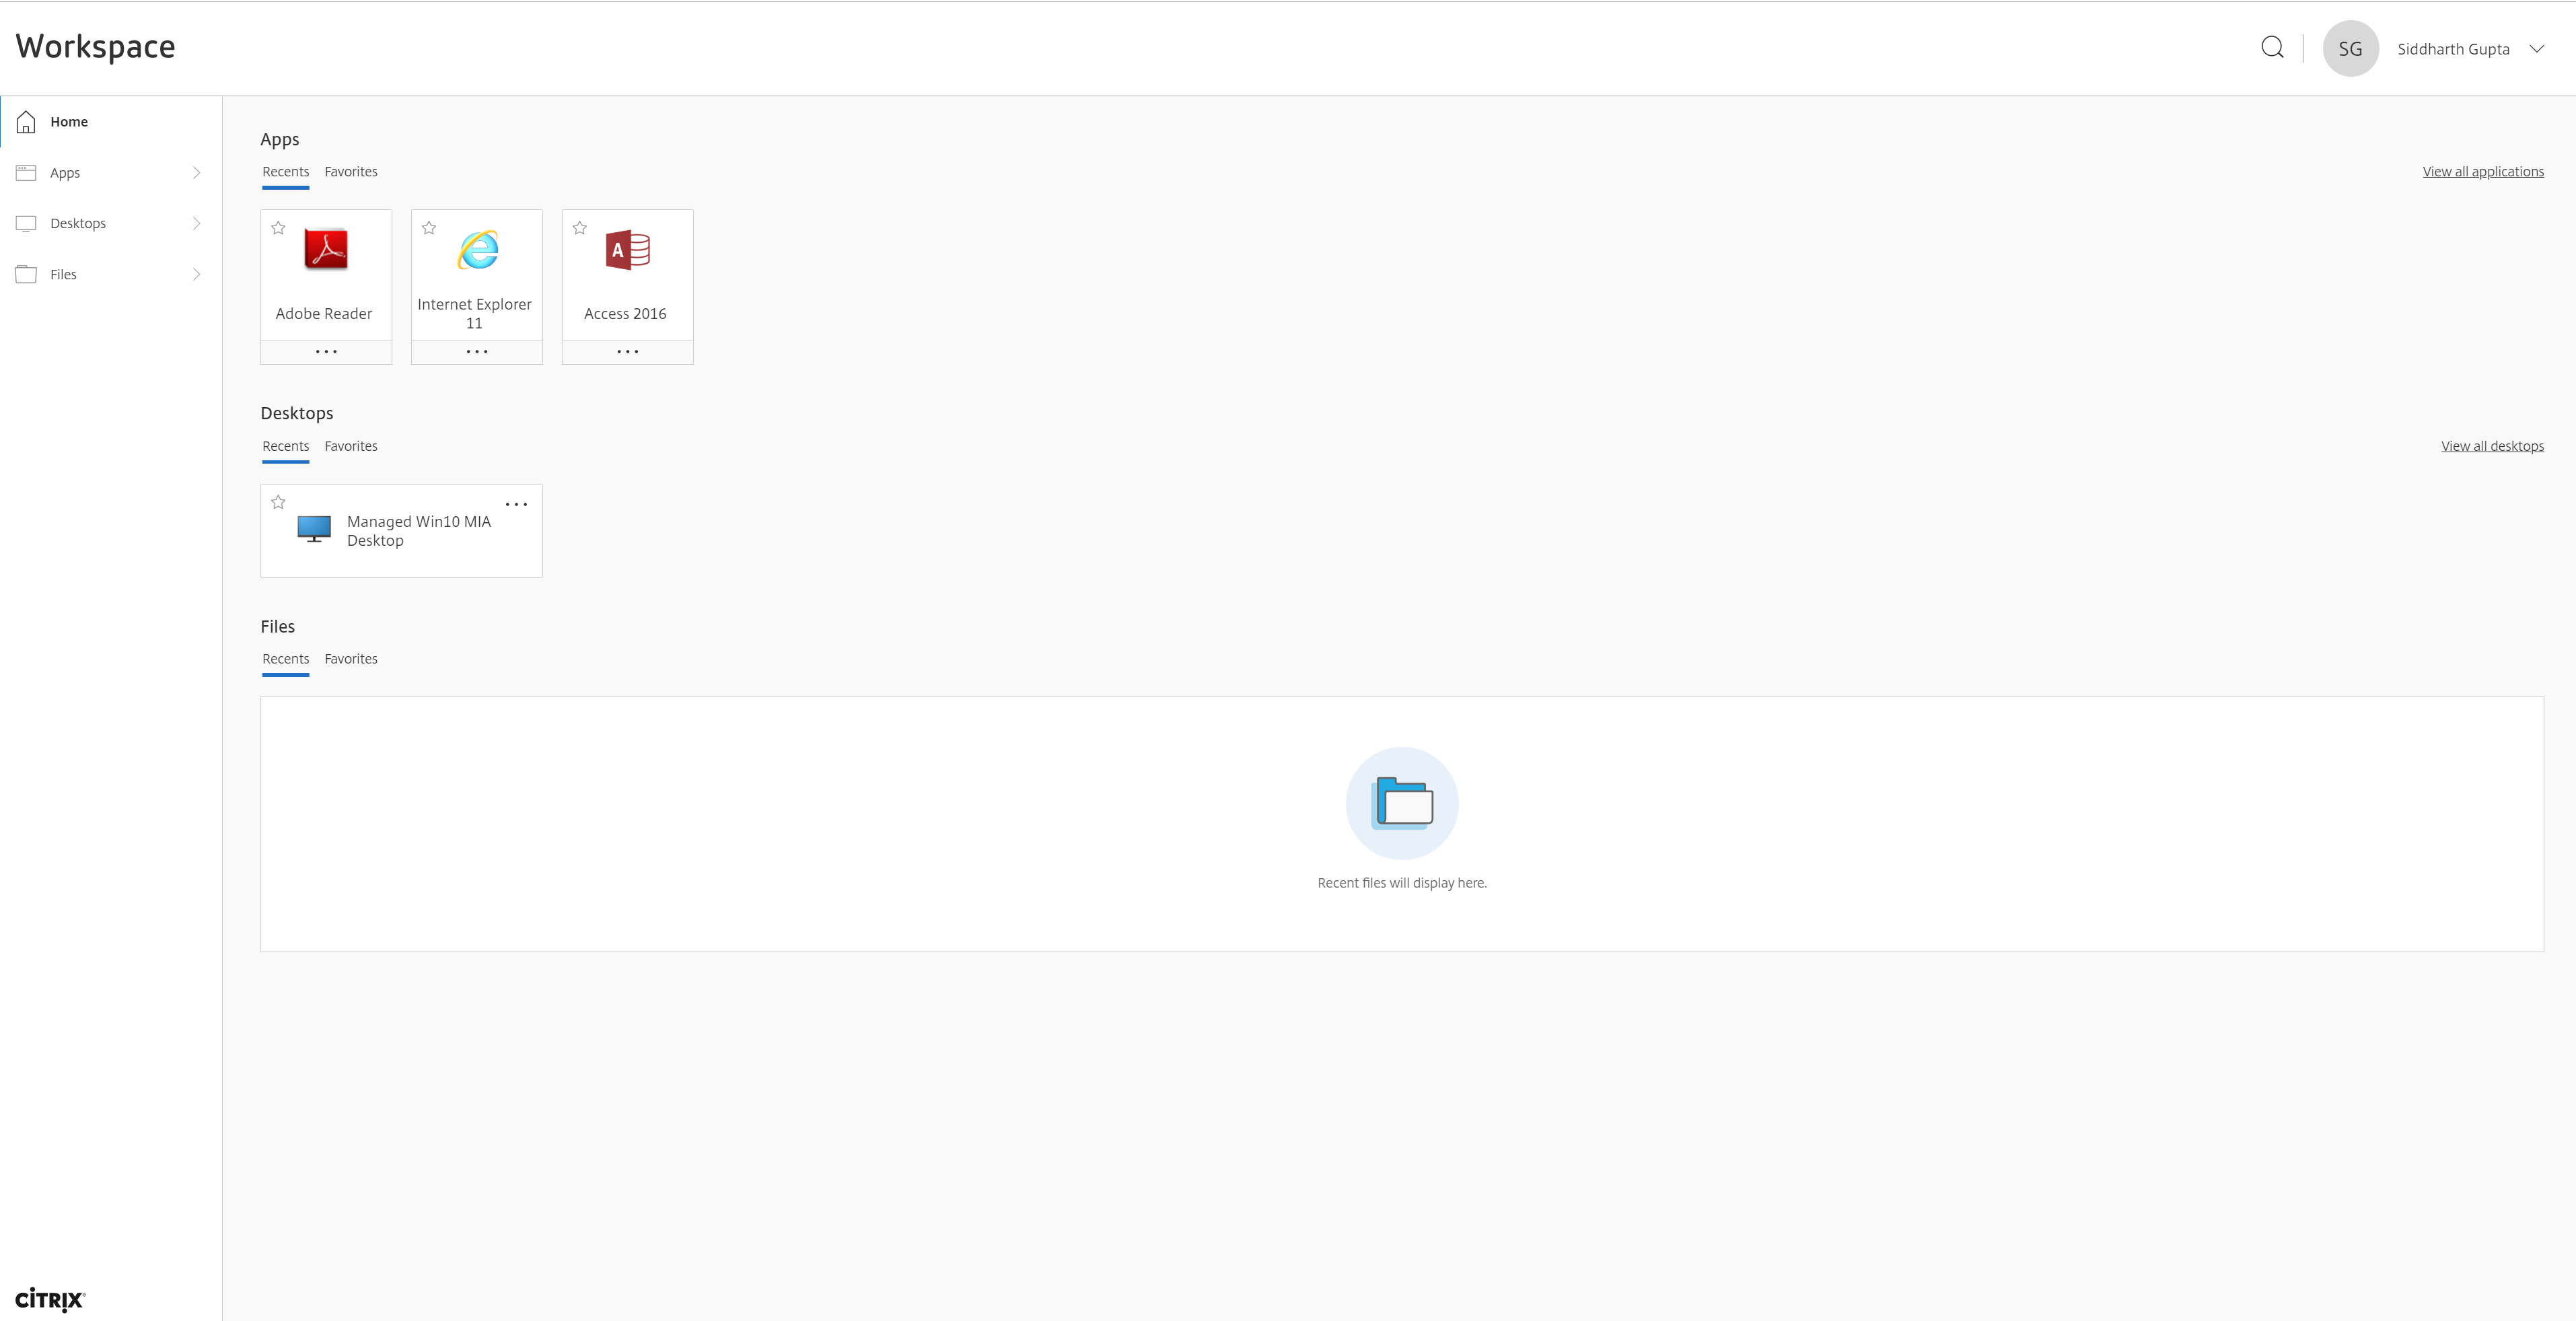 Workspace
SG
Siddharth Gupta
Home
Apps
Desktops
Files
Apps
Recents Favorites
View all applications
Adobe Reader
Internet Explorer
11
A
Access 2016
Desktops
Recents Favorites
View all desktops
Managed Win10 MIA
Desktop
Files
Recents Favorites
Recent files will display here.
CITRIX